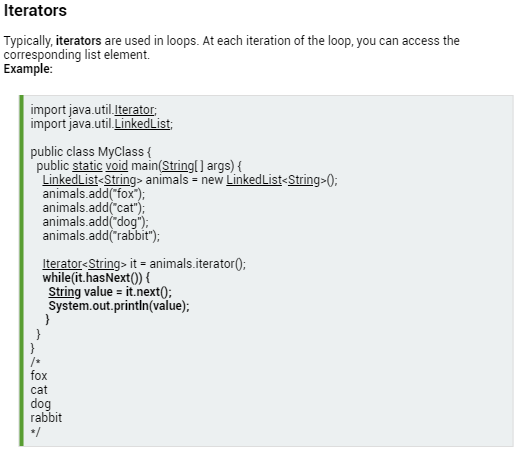 Iterators
Typically, iterators are used in loops. At each iteration of the loop, you can access the
corresponding list element.
Example:
import java.util.Iterator;
import java.util.LinkedList;
public class MyClass {
public static void main(String[ ] args) {
LinkedList<String> animals = new LinkedList<String>();
animals.add("fox");
animals.add("cat");
animals.add("dog");
animals.add("rabbit");
Iterator<String> it = animals.iterator();
while(it.hasNext()) {
String value = it.next();
System.out.println(value);
}
}
}
/*
fox
cat
dog
rabbit
*/